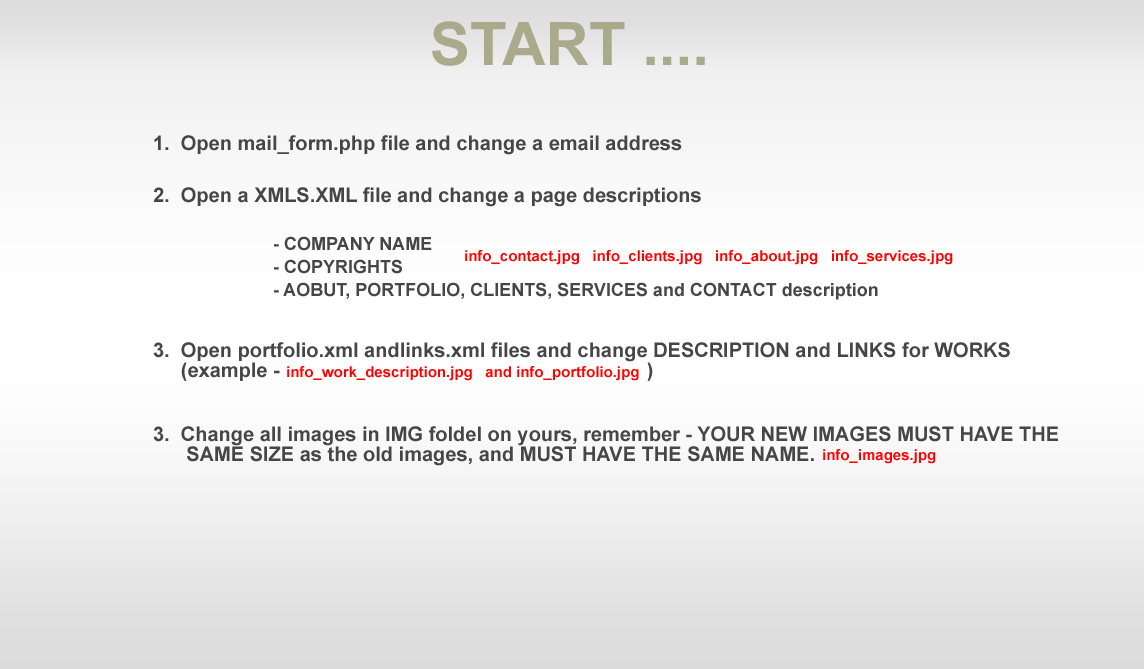 START ....
1. Open mail_form.php file and change a email address
2. Open a XMLS.XML file and change a page descriptions
- COMPANY NAME
info_contact.jpg info_clients.jpg info_about.jpg info_services.jpg
- COPYRIGHTS
- AOBUT, PORTFOLIO, CLIENTS, SERVICES and CONTACT description
3. Open portfolio.xml andlinks.xml files and change DESCRIPTION and LINKS for WORKS
(example - info_work_description.jpg and info_portfolio.jpg )
3. Change all images in IMG foldel on yours, remember - YOUR NEW IMAGES MUST HAVE THE
SAME SIZE as the old images, and MUST HAVE THE SAME NAME. info_images.jpg